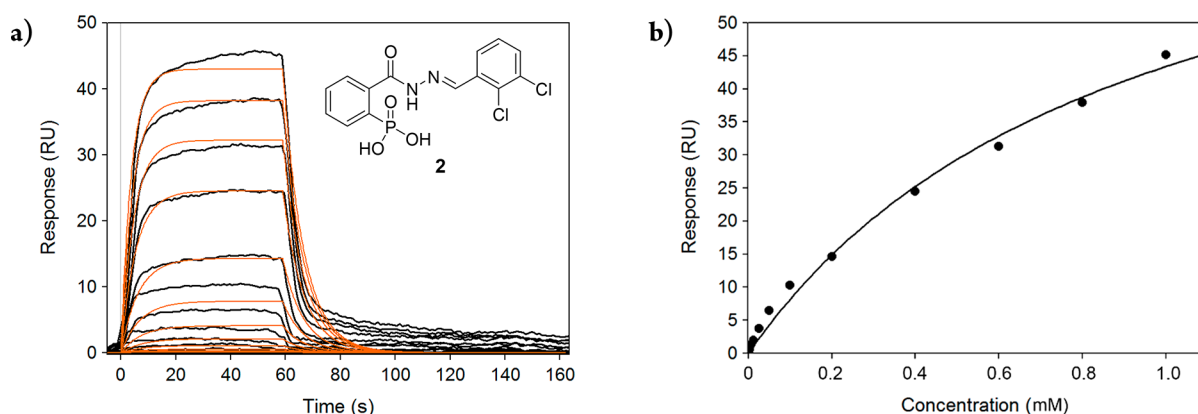 a)
50
40
30
20
10
0
Response (RU)
0 20 40 60 80 100 120 140 160
Time (s)
O
N
N
H
Cl
Cl
O
P
OH
HO
2
b)
50
45
40
35
30
25
20
15
10
5
0
Response (RU)
0 0.2 0.4 0.6 0.8 1.0
Concentration (mM)